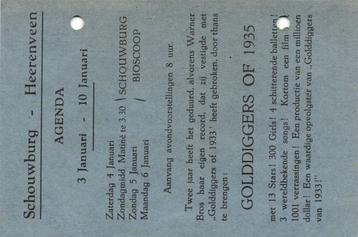 Schouwburg - Heerenveen
AGENDA
3 Januari - 10 Januari
Zaterdag 4 Januari
Zondagmidd. Matiné te 3.30
Zondag 5 Januari
Maandag 6 Januari
SCHOUWBURG
BIOSCOOP
Aanvang avondvoorstellingen 8 uur.
Twee jaar heeft het geduurd, alvorens Warner
Bros haar eigen record, dat zij vestigde met
„Golddiggers of 1933" heeft gebroken, door thans
te brengen:
GOLDDIGGERS OF 1935
met 13 Stars! 300 Girls! 4 schitterende balletten!
3 wereldbekende songs! Kortom een film
1001 verrassingen! Een productie van een millioen
dollar! Een waardige opvolgster van „Golddiggers
van 1933"!